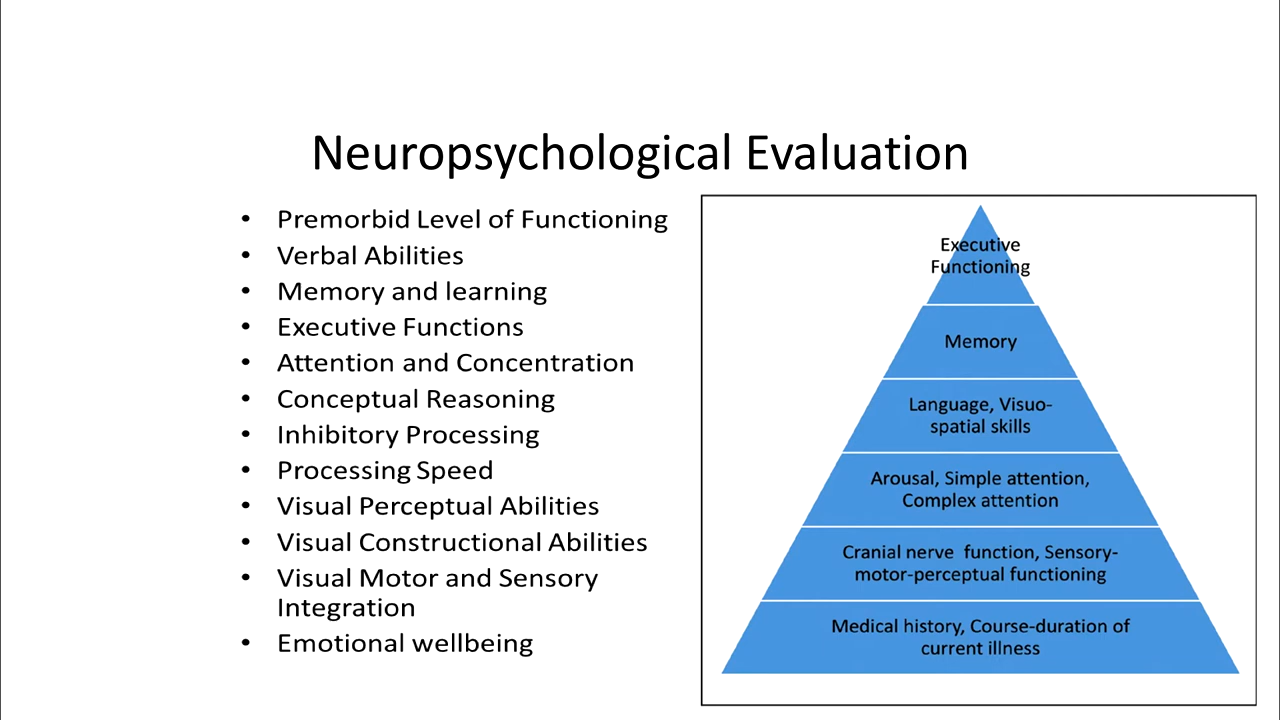 Neuropsychological Evaluation
• Premorbid Level of Functioning
• Verbal Abilities
• Memory and learning
• Executive Functions
• Attention and Concentration
• Conceptual Reasoning
• Inhibitory Processing
• Processing Speed
• Visual Perceptual Abilities
• Visual Constructional Abilities
• Visual Motor and Sensory
Integration
• Emotional wellbeing
Executive
Functioning
Memory
Language, Visuo-
spatial skills
Arousal, Simple attention,
Complex attention
Cranial nerve function, Sensory-
motor-perceptual functioning
Medical history, Course-duration of
current illness